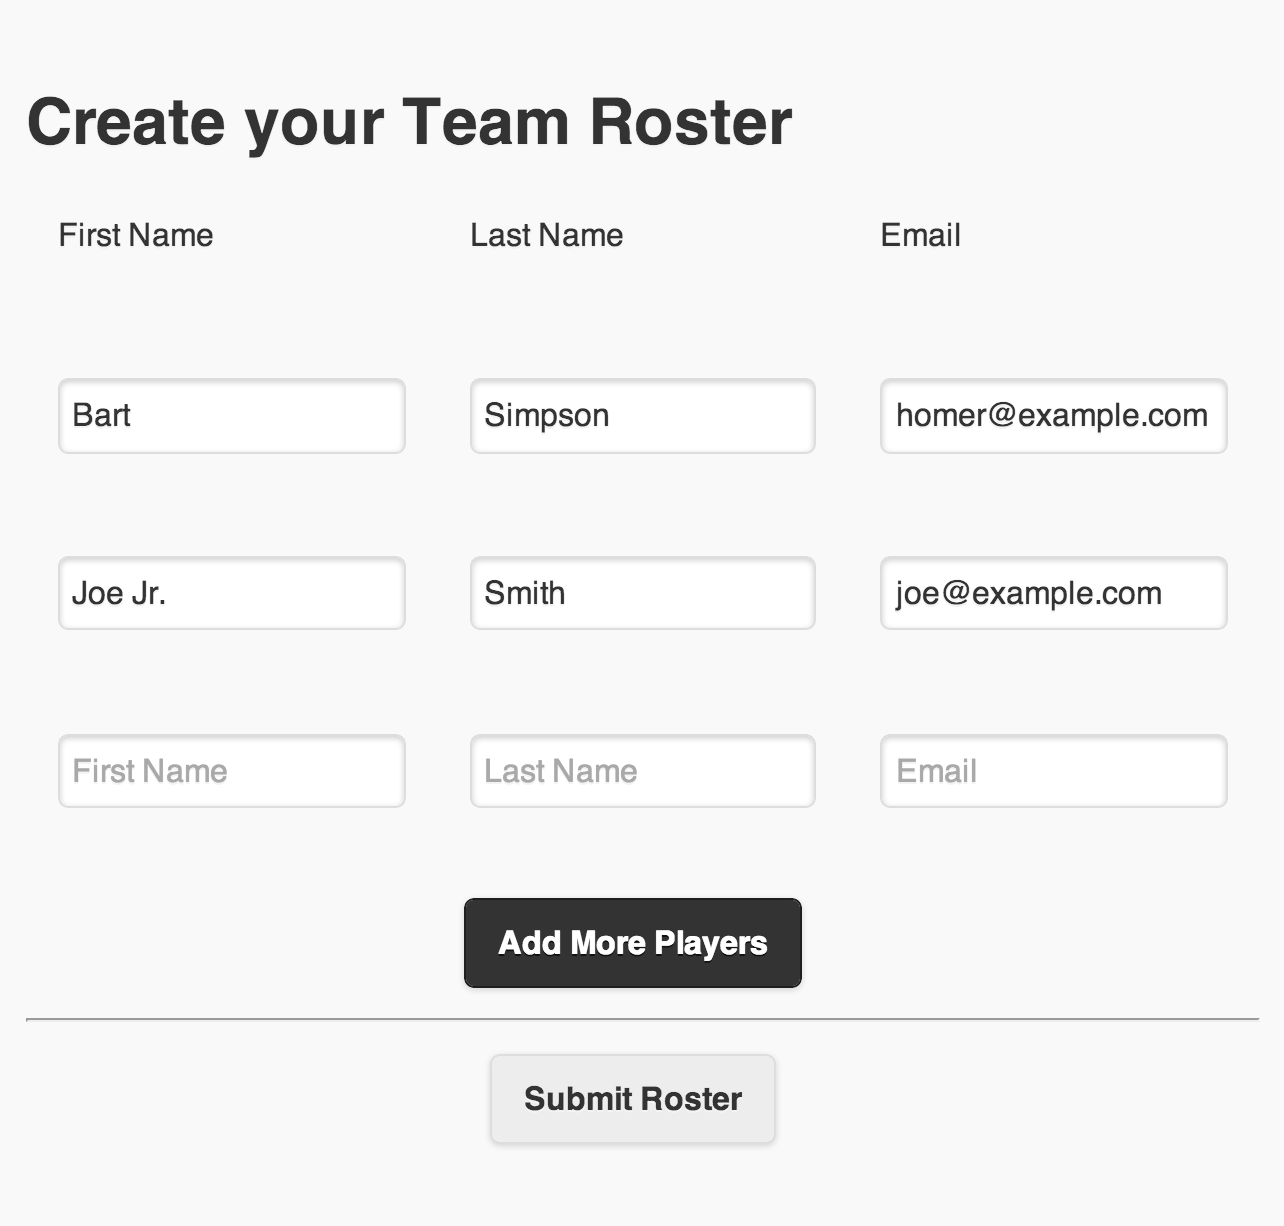 Create your Team Roster
First Name Last Name Email
Bart Simpson homer@example.com
Joe Jr. Smith joe@example.com
First Name Last Name Email
Add More Players
Submit Roster